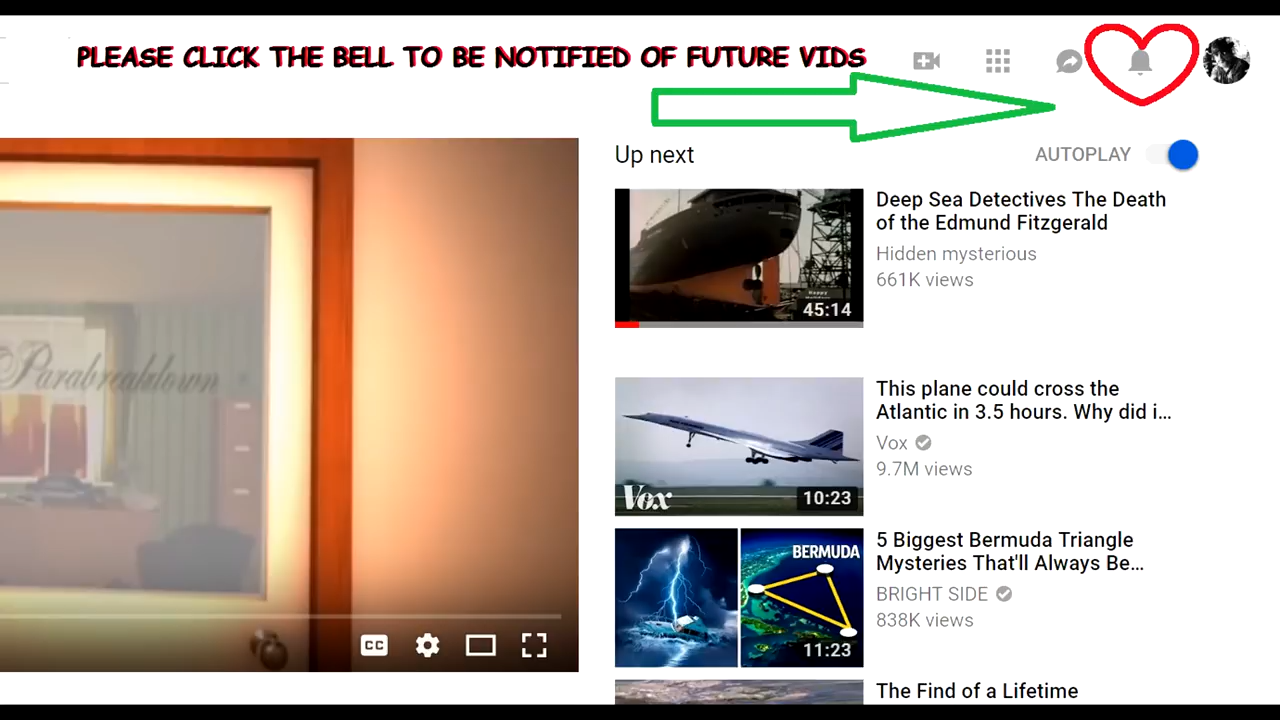 PLEASE CLICK THE BELL TO BE NOTIFIED OF FUTURE VIDS
Up next
AUTOPLAY
Deep Sea Detectives The Death
of the Edmund Fitzgerald
Hidden mysterious
661K views
45:14
This plane could cross the
Atlantic in 3.5 hours. Why did i...
Vox
9.7M views
Vox
10:23
5 Biggest Bermuda Triangle
Mysteries That'll Always Be...
BRIGHT SIDE
838K views
BERMUDA
11:23
The Find of a Lifetime
Parabreakdown
CC